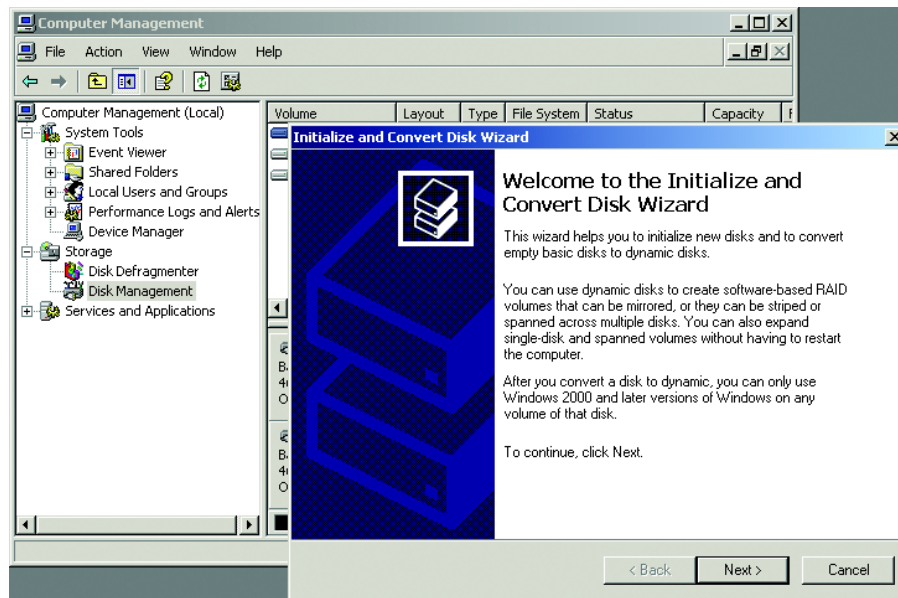 Computer Management
File Action View Window Help
Computer Management (Local)
System Tools
Event Viewer
Shared Folders
Local Users and Groups
Performance Logs and Alerts
Device Manager
Storage
Disk Defragmenter
Disk Management
Services and Applications
Volume Layout Type File System Status Capacity
Initialize and Convert Disk Wizard
Welcome to the Initialize and
Convert Disk Wizard
This wizard helps you to initialize new disks and to convert
empty basic disks to dynamic disks.
You can use dynamic disks to create software-based RAID
volumes that can be mirrored, or they can be striped or
spanned across multiple disks. You can also expand
single-disk and spanned volumes without having to restart
the computer.
After you convert a disk to dynamic, you can only use
Windows 2000 and later versions of Windows on any
volume of that disk.
To continue, click Next.
< Back Next > Cancel